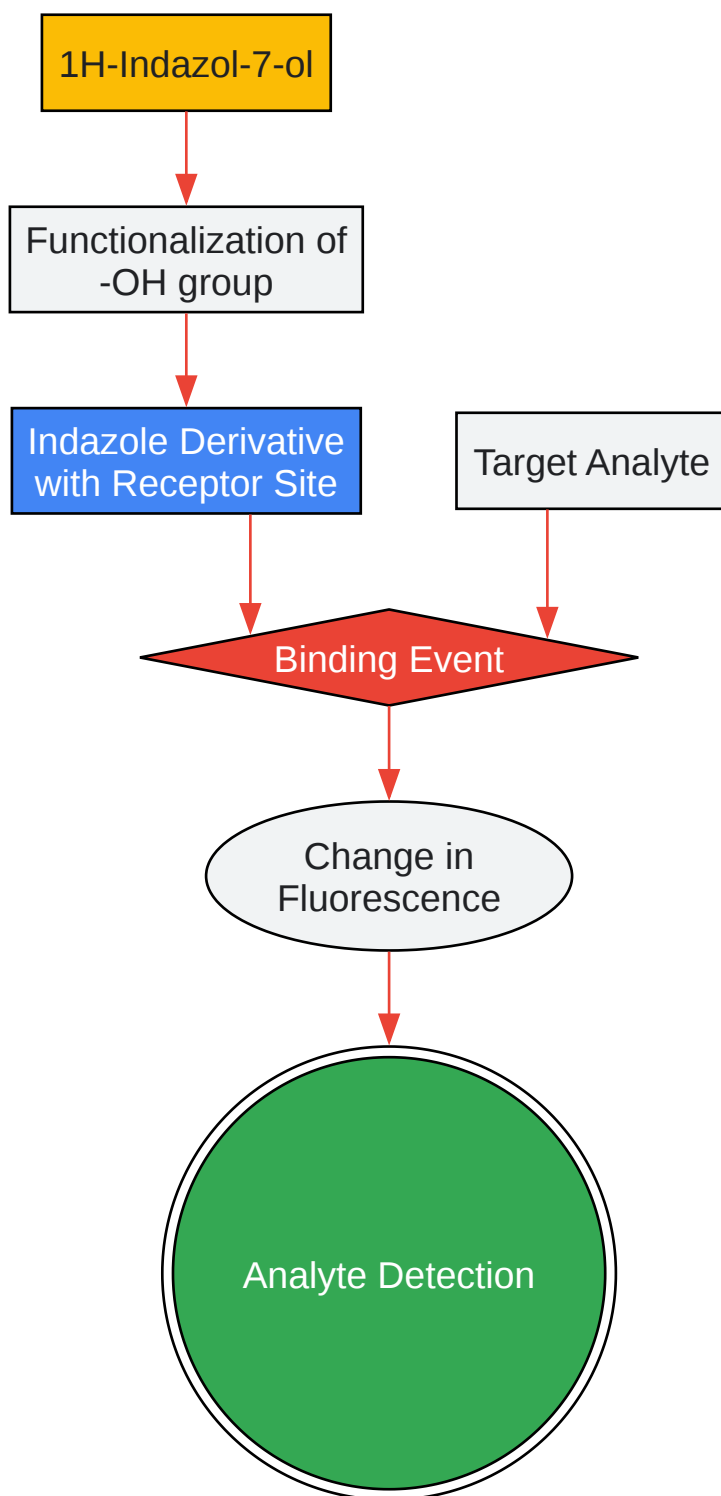 1H-Indazol-7-ol
Functionalization of
-OH group
Indazole Derivative
with Receptor Site
Target Analyte
Binding Event
Change in
Fluorescence
Analyte Detection